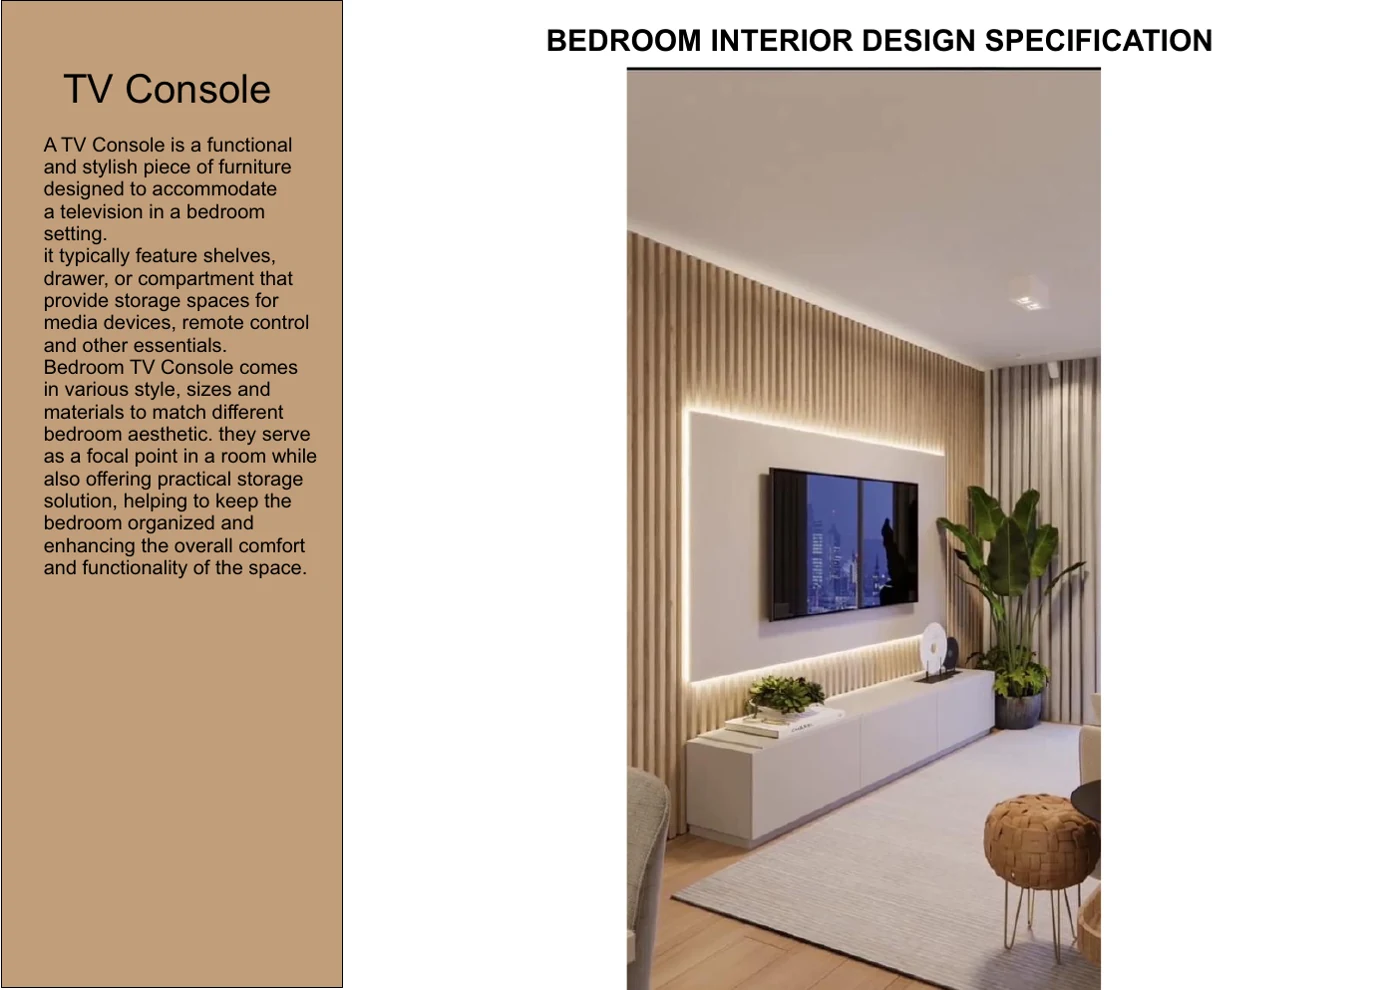 BEDROOM INTERIOR DESIGN SPECIFICATION
TV Console
A TV Console is a functional
and stylish piece of furniture
designed to accommodate
a television in a bedroom
setting.
it typically feature shelves,
drawer, or compartment that
provide storage spaces for
media devices, remote control
and other essentials.
Bedroom TV Console comes
in various style, sizes and
materials to match different
bedroom aesthetic. they serve
as a focal point in a room while
also offering practical storage
solution, helping to keep the
bedroom organized and
enhancing the overall comfort
and functionality of the space.